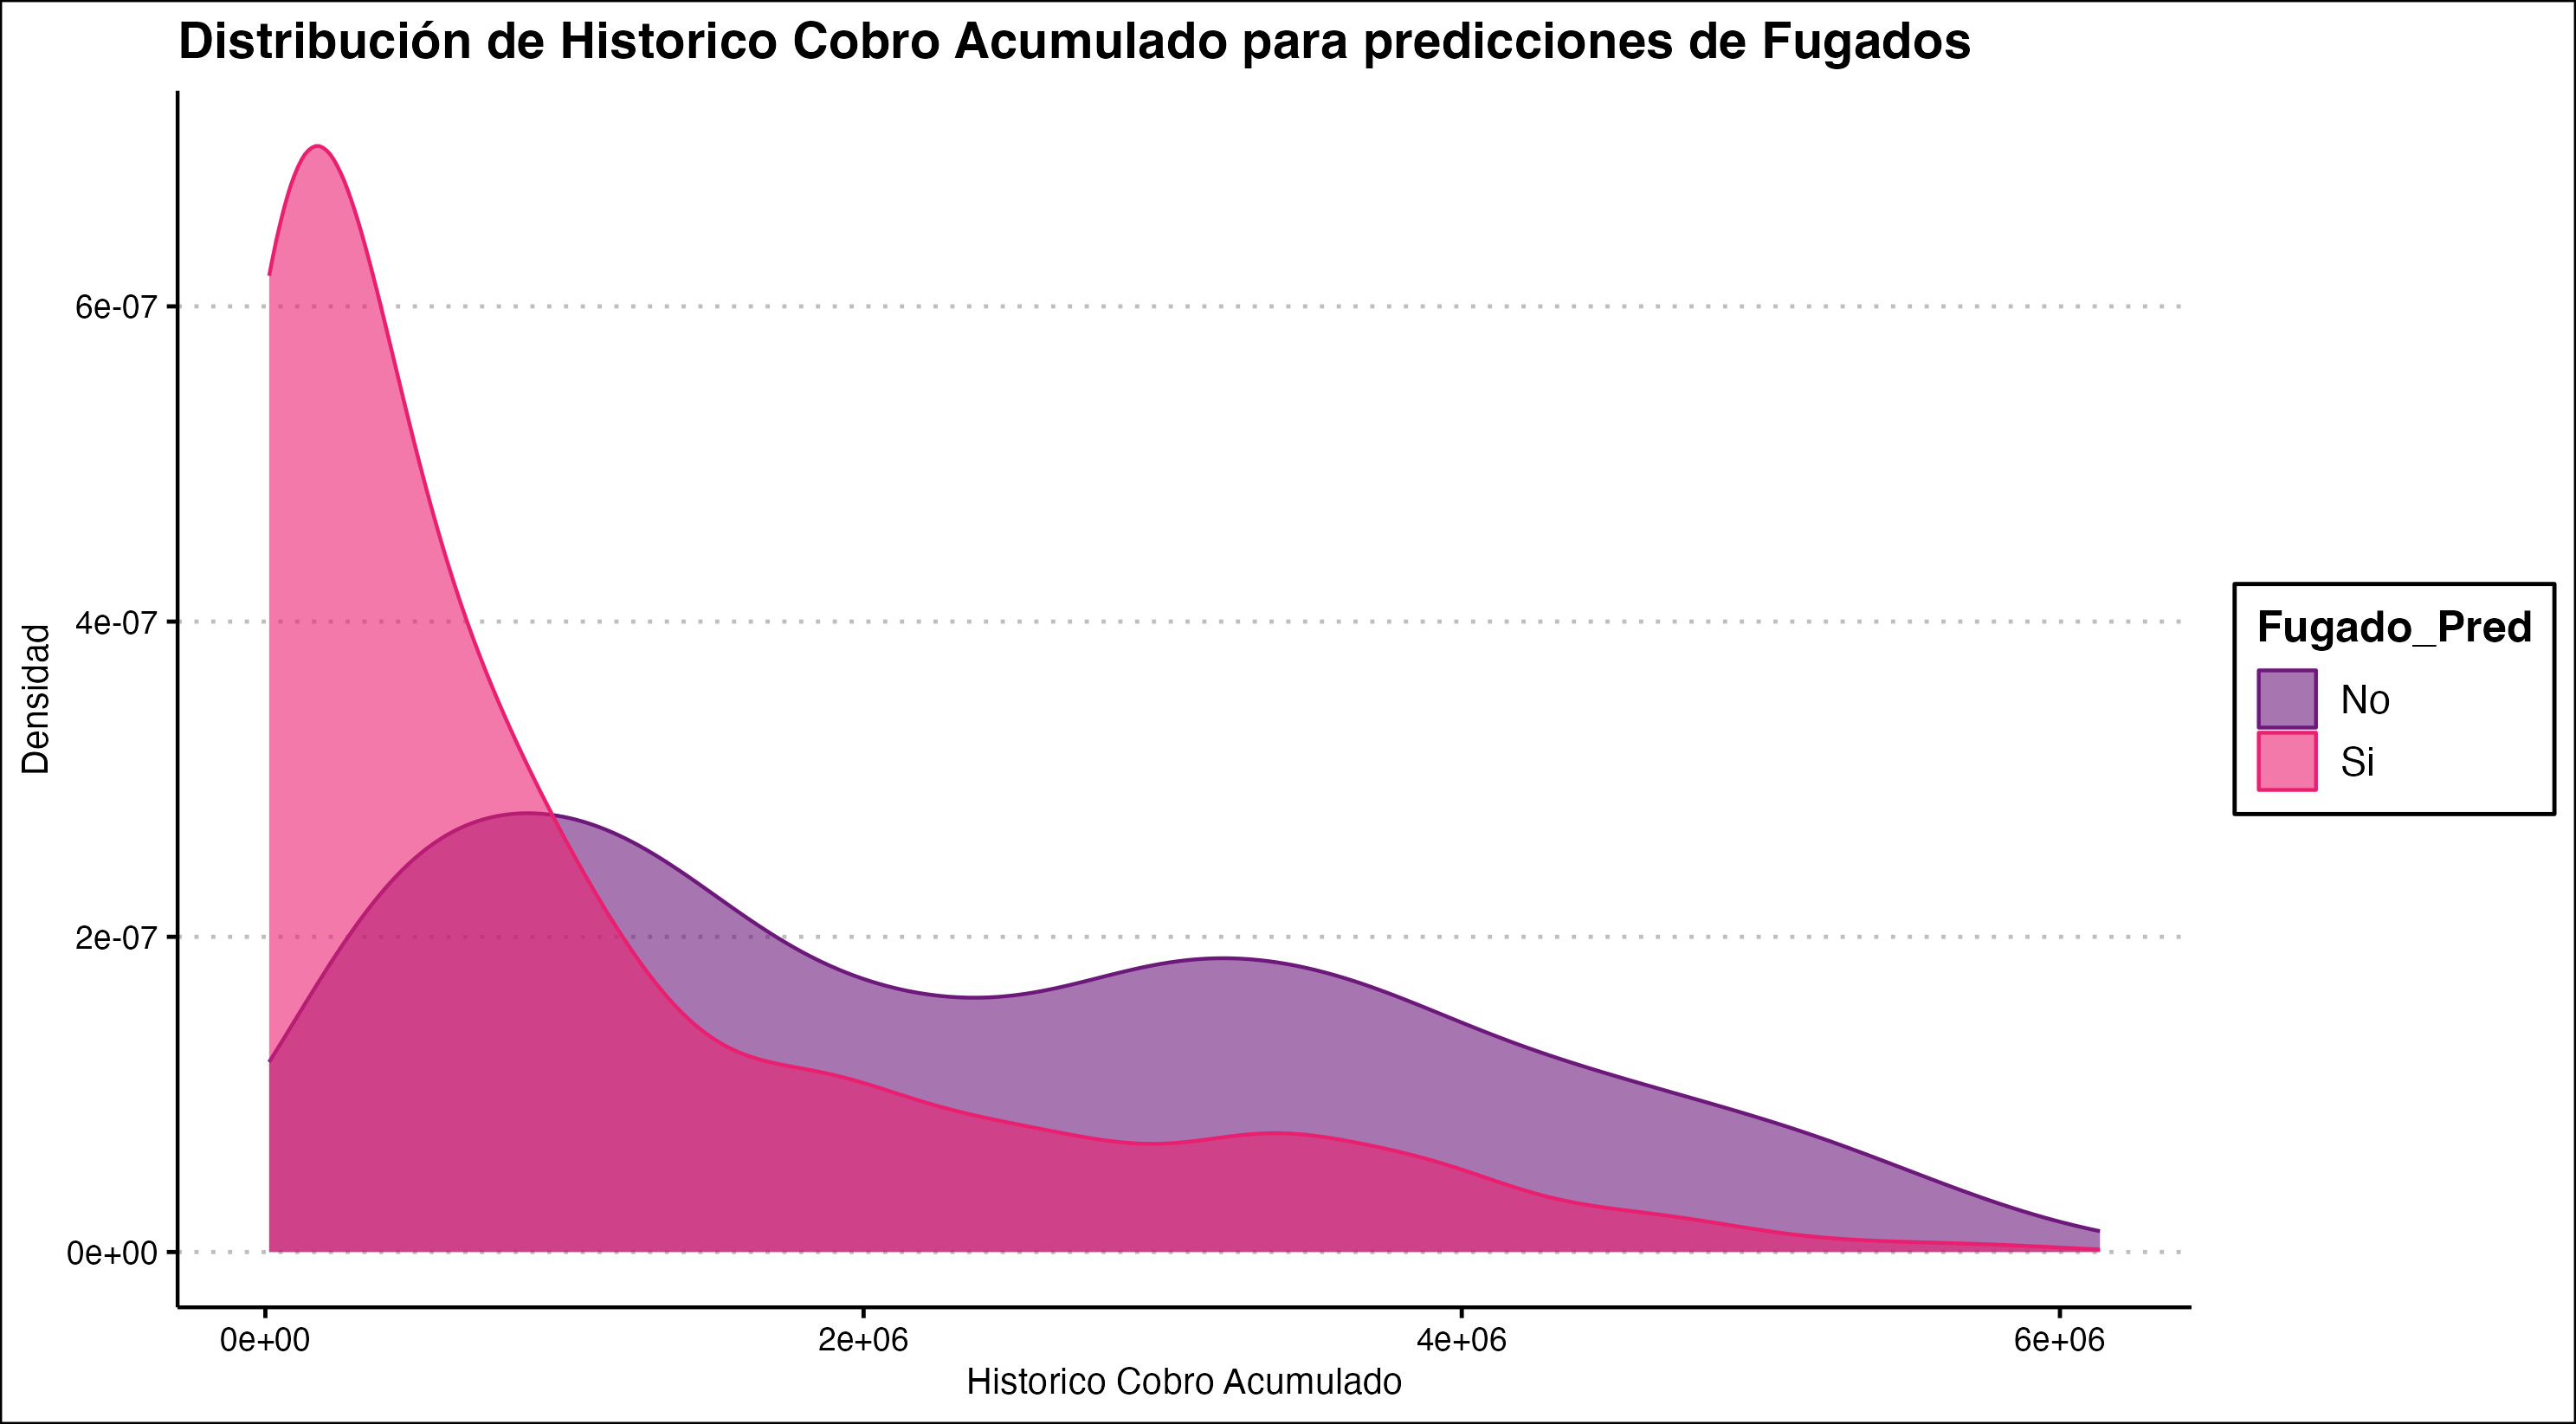 Distribución de Historico Cobro Acumulado para predicciones de Fugados
Densidad
6e-07
4e-07
2e-07
0e+00
0e+00 2e+06 4e+06 6e+06
Historico Cobro Acumulado
Fugado_Pred
No
Si